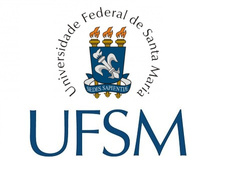 Universidade Federal de Santa Maria
SEDES SAPIENTIAE
UFSM